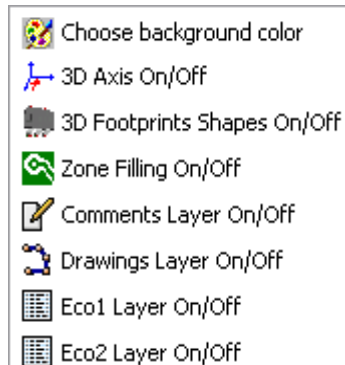 Choose background color
3D Axis On/Off
3D Footprints Shapes On/Off
Zone Filling On/Off
Comments Layer On/Off
Drawings Layer On/Off
Eco1 Layer On/Off
Eco2 Layer On/Off